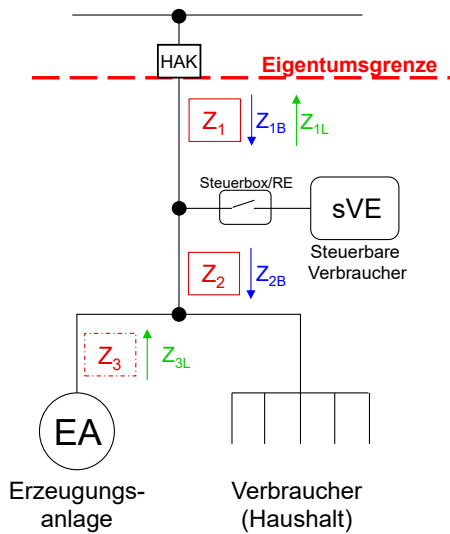 HAK
Eigentumsgrenze
Z1 Z1B Z1L
Steuerbox/RE
sVE
Steuerbare
Verbraucher
Z2 Z2B
Z3 Z3L
EA
Erzeugungs-
anlage
Verbraucher
(Haushalt)